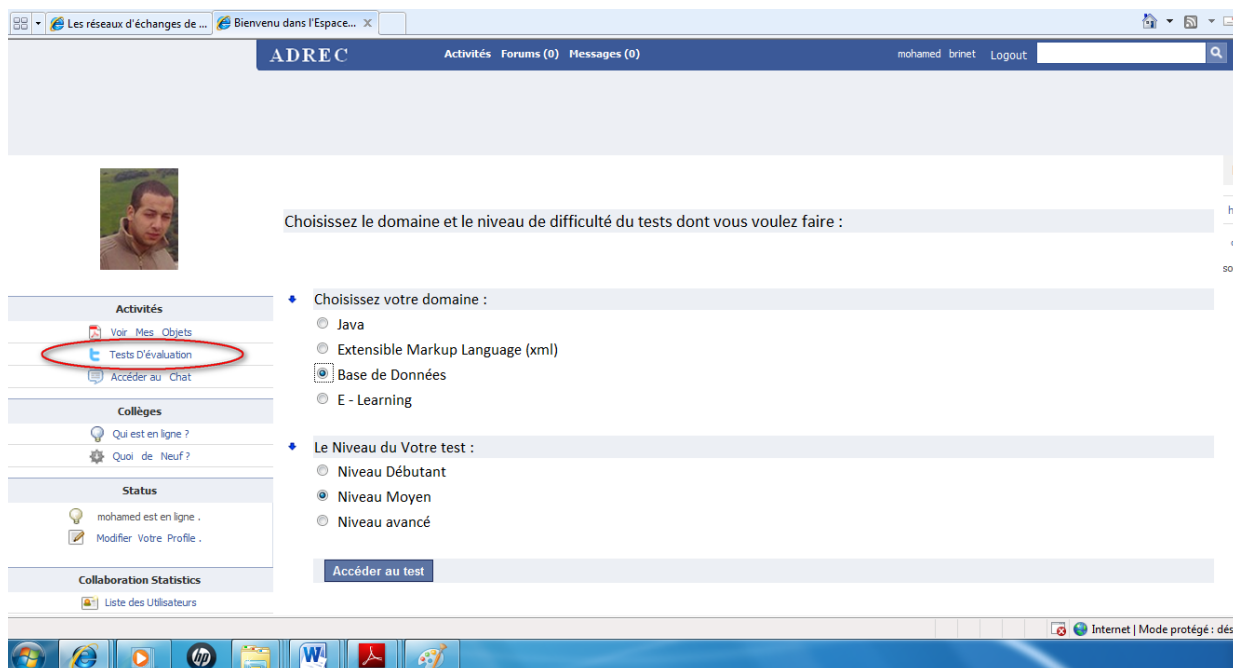 Les réseaux d'échanges de ... Bienvenu dans l'Espace... X
ADREC Activités Forums (0) Messages (0) mohamed brinet Logout
Choisissez le domaine et le niveau de difficulté du tests dont vous voulez faire :
Activités
Voir Mes Objets
Tests D'évaluation
Accéder au Chat
Collèges
Qui est en ligne ?
Quoi de Neuf ?
Status
mohamed est en ligne .
Modifier Votre Profile .
Collaboration Statistics
Liste des Utilisateurs
Choisissez votre domaine :
Java
Extensible Markup Language (xml)
Base de Données
E - Learning
Le Niveau du Votre test :
Niveau Débutant
Niveau Moyen
Niveau avancé
Accéder au test
h
so
Internet | Mode protégé : dés
hp
W